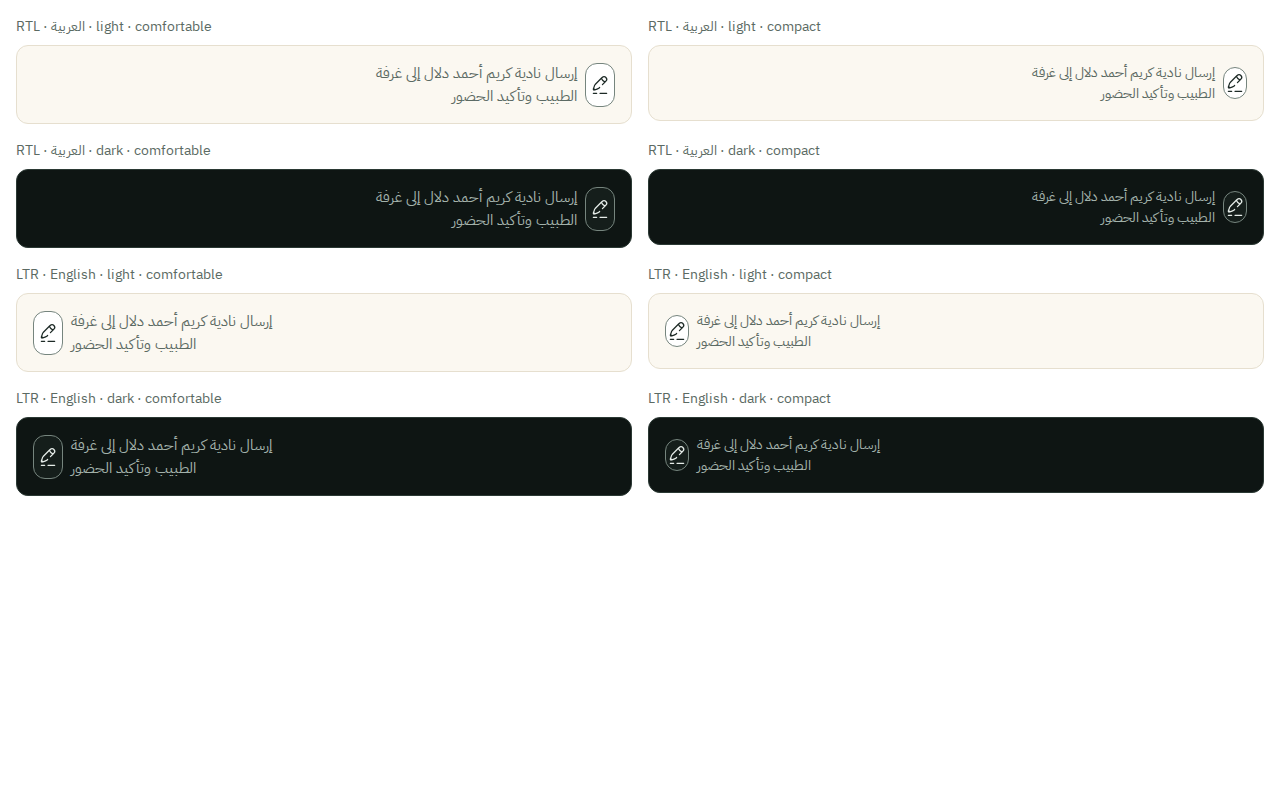 RTL · العربية · light · comfortable
إرسال نادية كريم أحمد دلال إلى غرفة
الطبيب وتأكيد الحضور
RTL · العربية · light · compact
إرسال نادية كريم أحمد دلال إلى غرفة
الطبيب وتأكيد الحضور
RTL · العربية · dark · comfortable
إرسال نادية كريم أحمد دلال إلى غرفة
الطبيب وتأكيد الحضور
RTL · العربية · dark · compact
إرسال نادية كريم أحمد دلال إلى غرفة
الطبيب وتأكيد الحضور
LTR · English · light · comfortable
إرسال نادية كريم أحمد دلال إلى غرفة
الطبيب وتأكيد الحضور
LTR · English · light · compact
إرسال نادية كريم أحمد دلال إلى غرفة
الطبيب وتأكيد الحضور
LTR · English · dark · comfortable
إرسال نادية كريم أحمد دلال إلى غرفة
الطبيب وتأكيد الحضور
LTR · English · dark · compact
إرسال نادية كريم أحمد دلال إلى غرفة
الطبيب وتأكيد الحضور